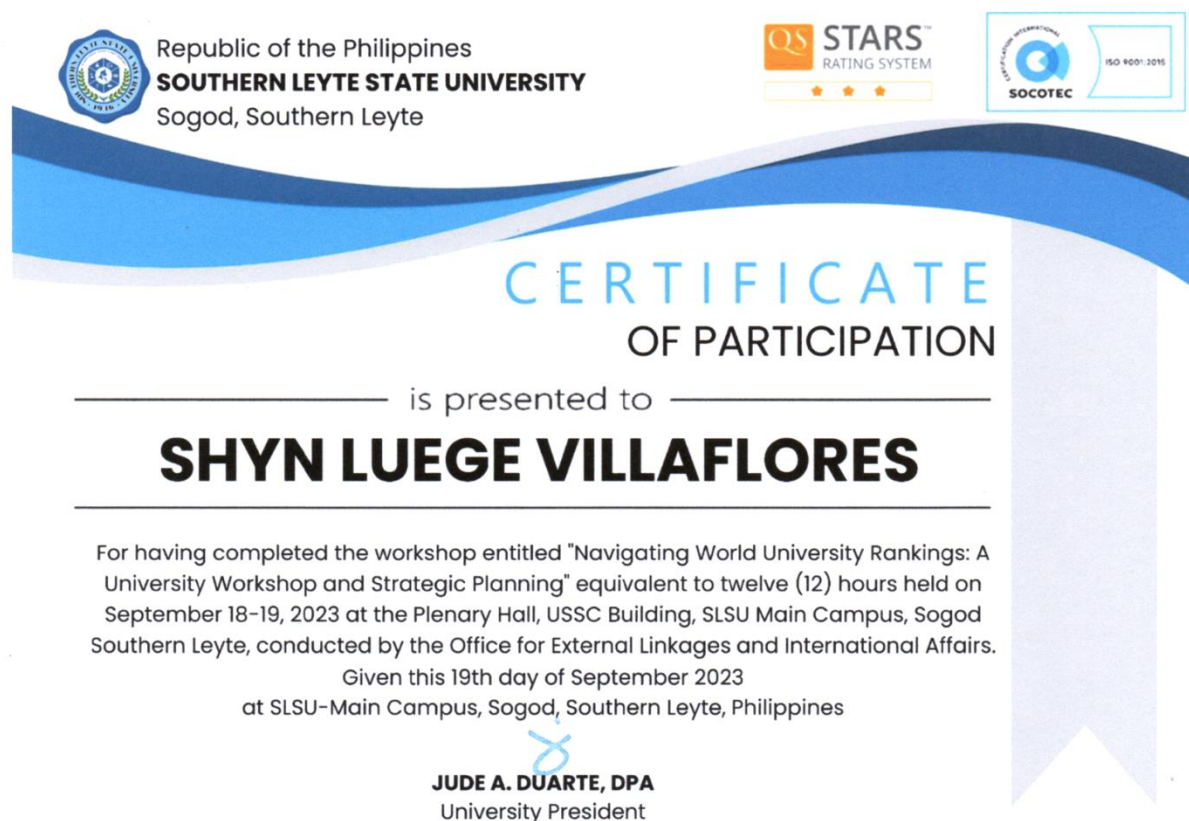 Republic of the Philippines
SOUTHERN LEYTE STATE UNIVERSITY
Sogod, Southern Leyte
QS STARS™
RATING SYSTEM
CERTIFICATION INTERNATIONAL
SOCOTEC
ISO 9001:2015
CERTIFICATE
OF PARTICIPATION
is presented to
SHYN LUEGE VILLAFLORES
For having completed the workshop entitled "Navigating World University Rankings: A
University Workshop and Strategic Planning" equivalent to twelve (12) hours held on
September 18-19, 2023 at the Plenary Hall, USSC Building, SLSU Main Campus, Sogod
Southern Leyte, conducted by the Office for External Linkages and International Affairs.
Given this 19th day of September 2023
at SLSU-Main Campus, Sogod, Southern Leyte, Philippines
JUDE A. DUARTE, DPA
University President